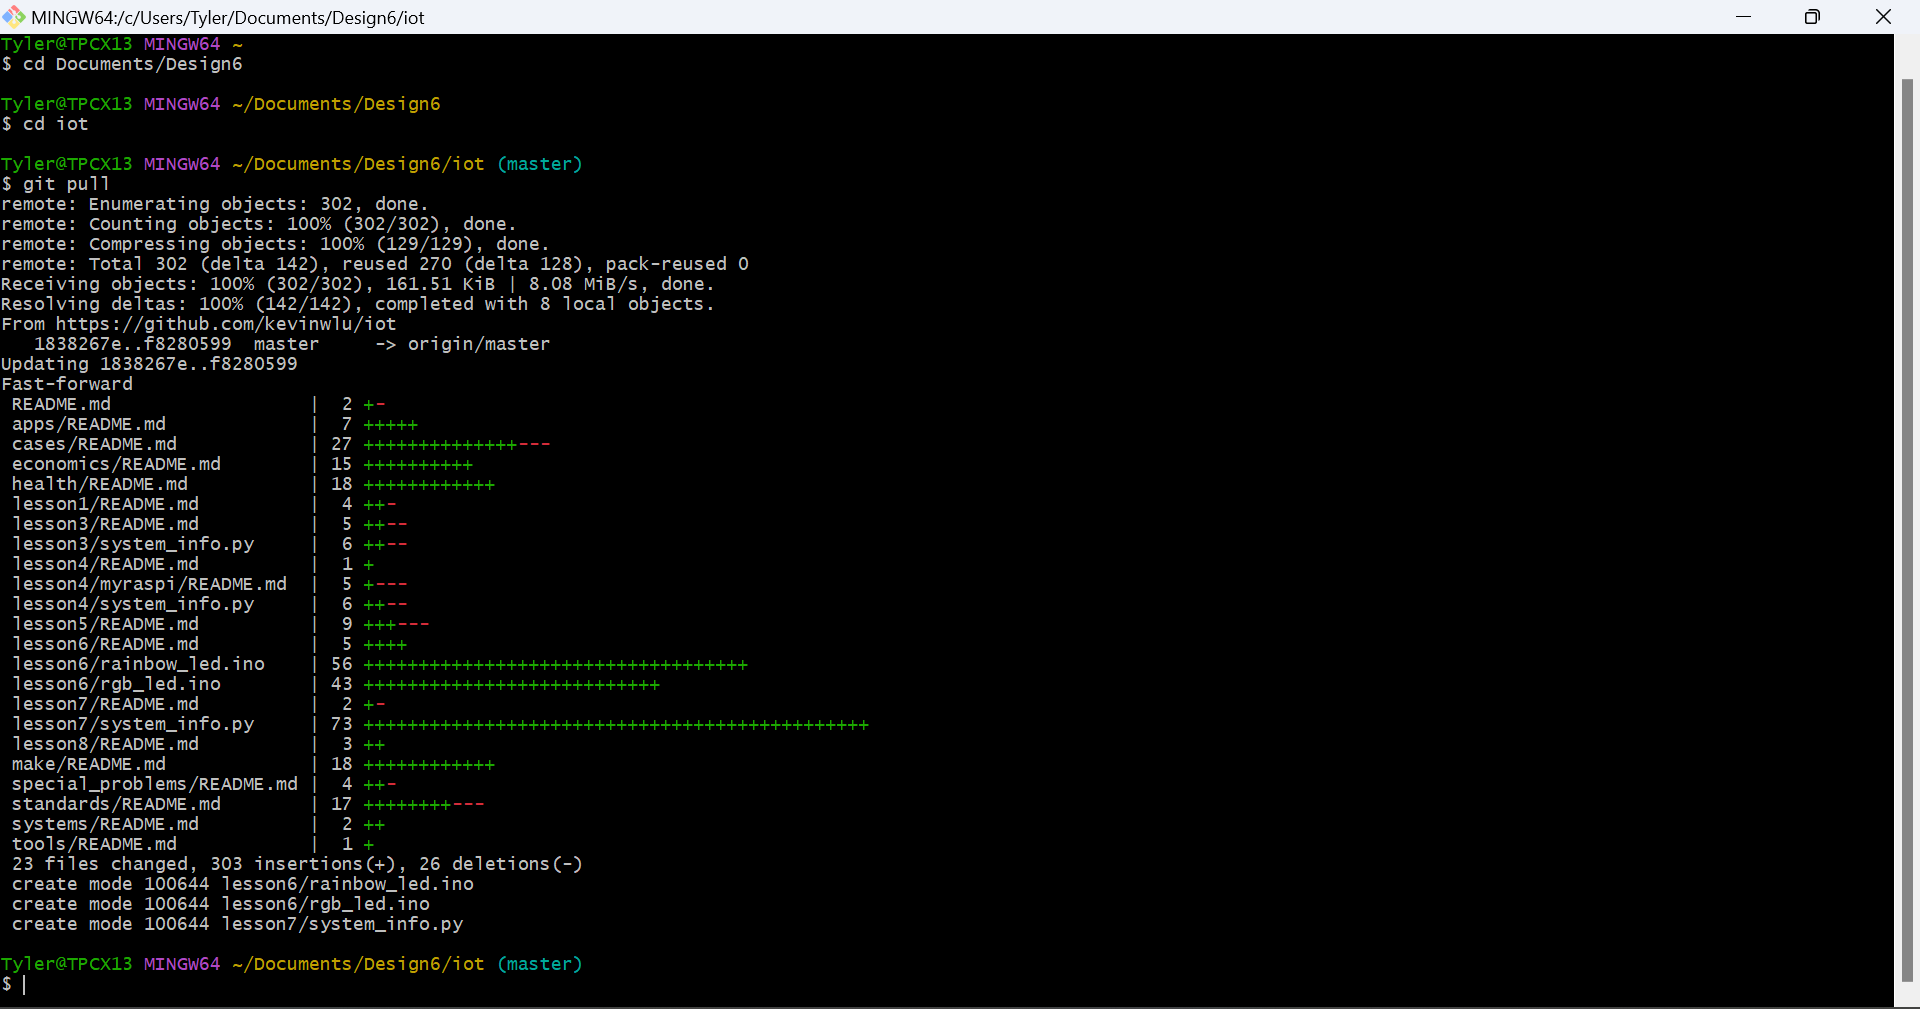 MINGW64:/c/Users/Tyler/Documents/Design6/iot
Tyler@TPCX13 MINGW64 ~
$ cd Documents/Design6
Tyler@TPCX13 MINGW64 ~/Documents/Design6
$ cd iot
Tyler@TPCX13 MINGW64 ~/Documents/Design6/iot (master)
$ git pull
remote: Enumerating objects: 302, done.
remote: Counting objects: 100% (302/302), done.
remote: Compressing objects: 100% (129/129), done.
remote: Total 302 (delta 142), reused 270 (delta 128), pack-reused 0
Receiving objects: 100% (302/302), 161.51 KiB | 8.08 MiB/s, done.
Resolving deltas: 100% (142/142), completed with 8 local objects.
From https://github.com/kevinwlu/iot
   1838267e..f8280599  master     -> origin/master
Updating 1838267e..f8280599
Fast-forward
 README.md                  |  2 +-
 apps/README.md             |  7 +++++
 cases/README.md            | 27 ++++++++++++++---
 economics/README.md        | 15 ++++++++++
 health/README.md           | 18 ++++++++++++
 lesson1/README.md          |  4 ++-
 lesson3/README.md          |  5 ++--
 lesson3/system_info.py     |  6 ++--
 lesson4/README.md          |  1 +
 lesson4/myraspi/README.md  |  5 +---
 lesson4/system_info.py     |  6 ++--
 lesson5/README.md          |  9 +++---
 lesson6/README.md          |  5 ++++
 lesson6/rainbow_led.ino    | 56 +++++++++++++++++++++++++++++++++++
 lesson6/rgb_led.ino        | 43 +++++++++++++++++++++++++++
 lesson7/README.md          |  2 +-
 lesson7/system_info.py     | 73 ++++++++++++++++++++++++++++++++++++++++++++++
 lesson8/README.md          |  3 ++
 make/README.md             | 18 ++++++++++++
 special_problems/README.md |  4 ++-
 standards/README.md        | 17 ++++++++---
 systems/README.md          |  2 ++
 tools/README.md            |  1 +
 23 files changed, 303 insertions(+), 26 deletions(-)
 create mode 100644 lesson6/rainbow_led.ino
 create mode 100644 lesson6/rgb_led.ino
 create mode 100644 lesson7/system_info.py
Tyler@TPCX13 MINGW64 ~/Documents/Design6/iot (master)
$